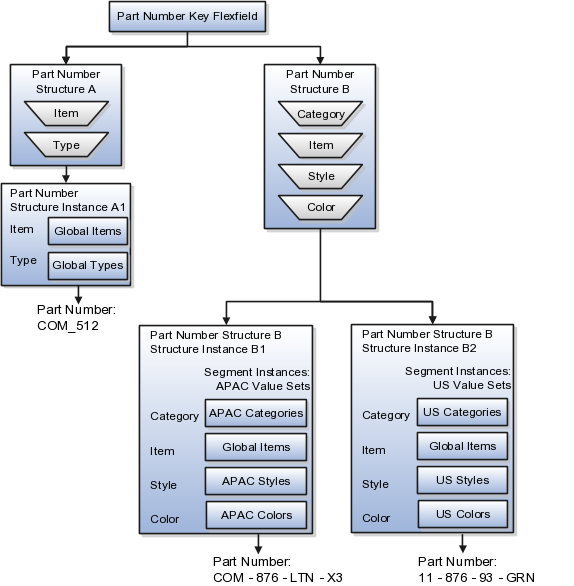 Part Number Key Flexfield
Part Number
Structure A
Item
Type
Part Number
Structure B
Category
Item
Style
Color
Part Number
Structure Instance A1
Item
Global Items
Type
Global Types
Part Number:
COM_512
Part Number Structure B
Structure Instance B1
Segment Instances:
APAC Value Sets
Category
APAC Categories
Item
Global Items
Style
APAC Styles
Color
APAC Colors
Part Number:
COM - 876 - LTN - X3
Part Number Structure B
Structure Instance B2
Segment Instances:
US Value Sets
Category
US Categories
Item
Global Items
Style
US Styles
Color
US Colors
Part Number:
11 - 876 - 93 - GRN